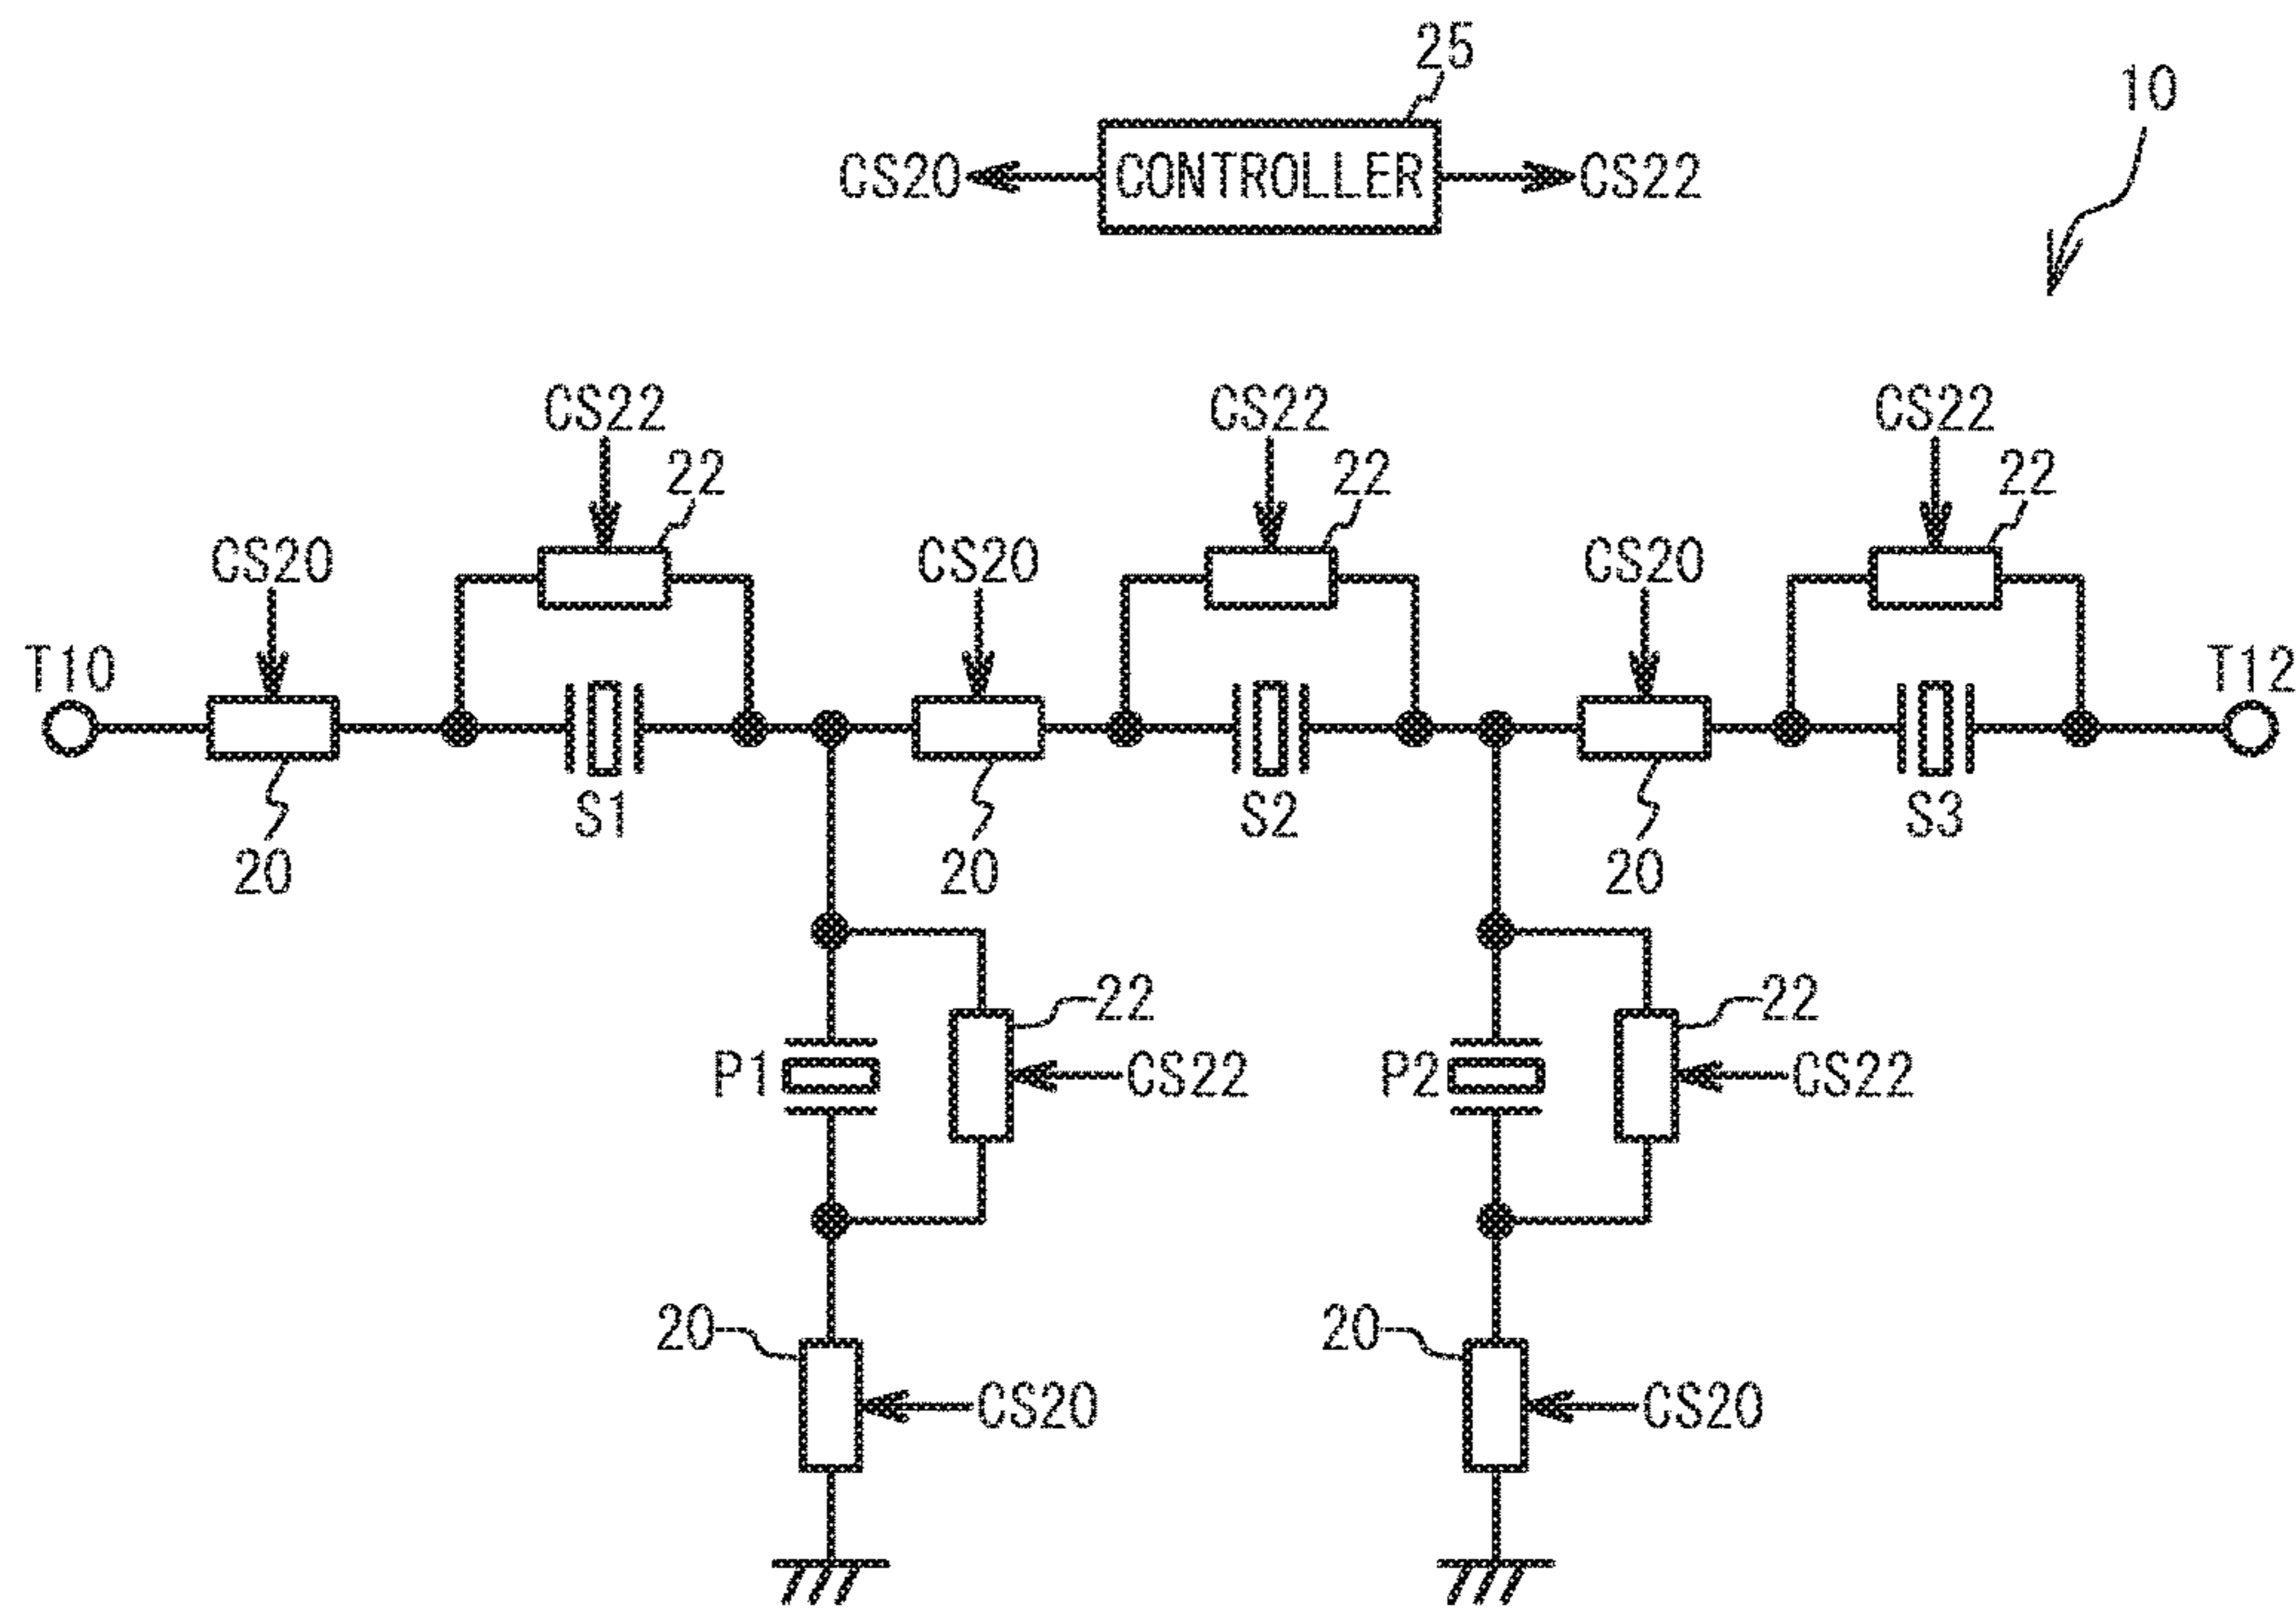 25
10
CS20 CONTROLLER CS22
CS22 CS22 CS22
22 22 22
CS20 CS20 CS20
T10 T12
S1 S2 S3
20 20 20
22 22
P1 CS22 P2 CS22
20 20
CS20 CS20